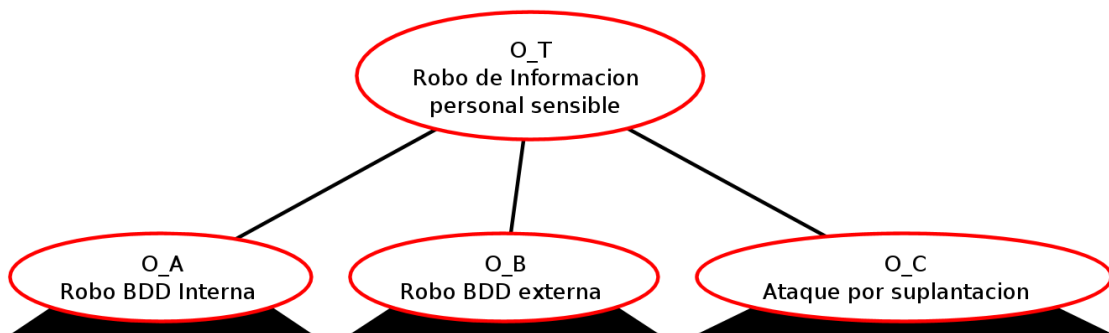 O_T
Robo de Informacion
personal sensible
O_A
Robo BDD Interna
O_B
Robo BDD externa
O_C
Ataque por suplantacion